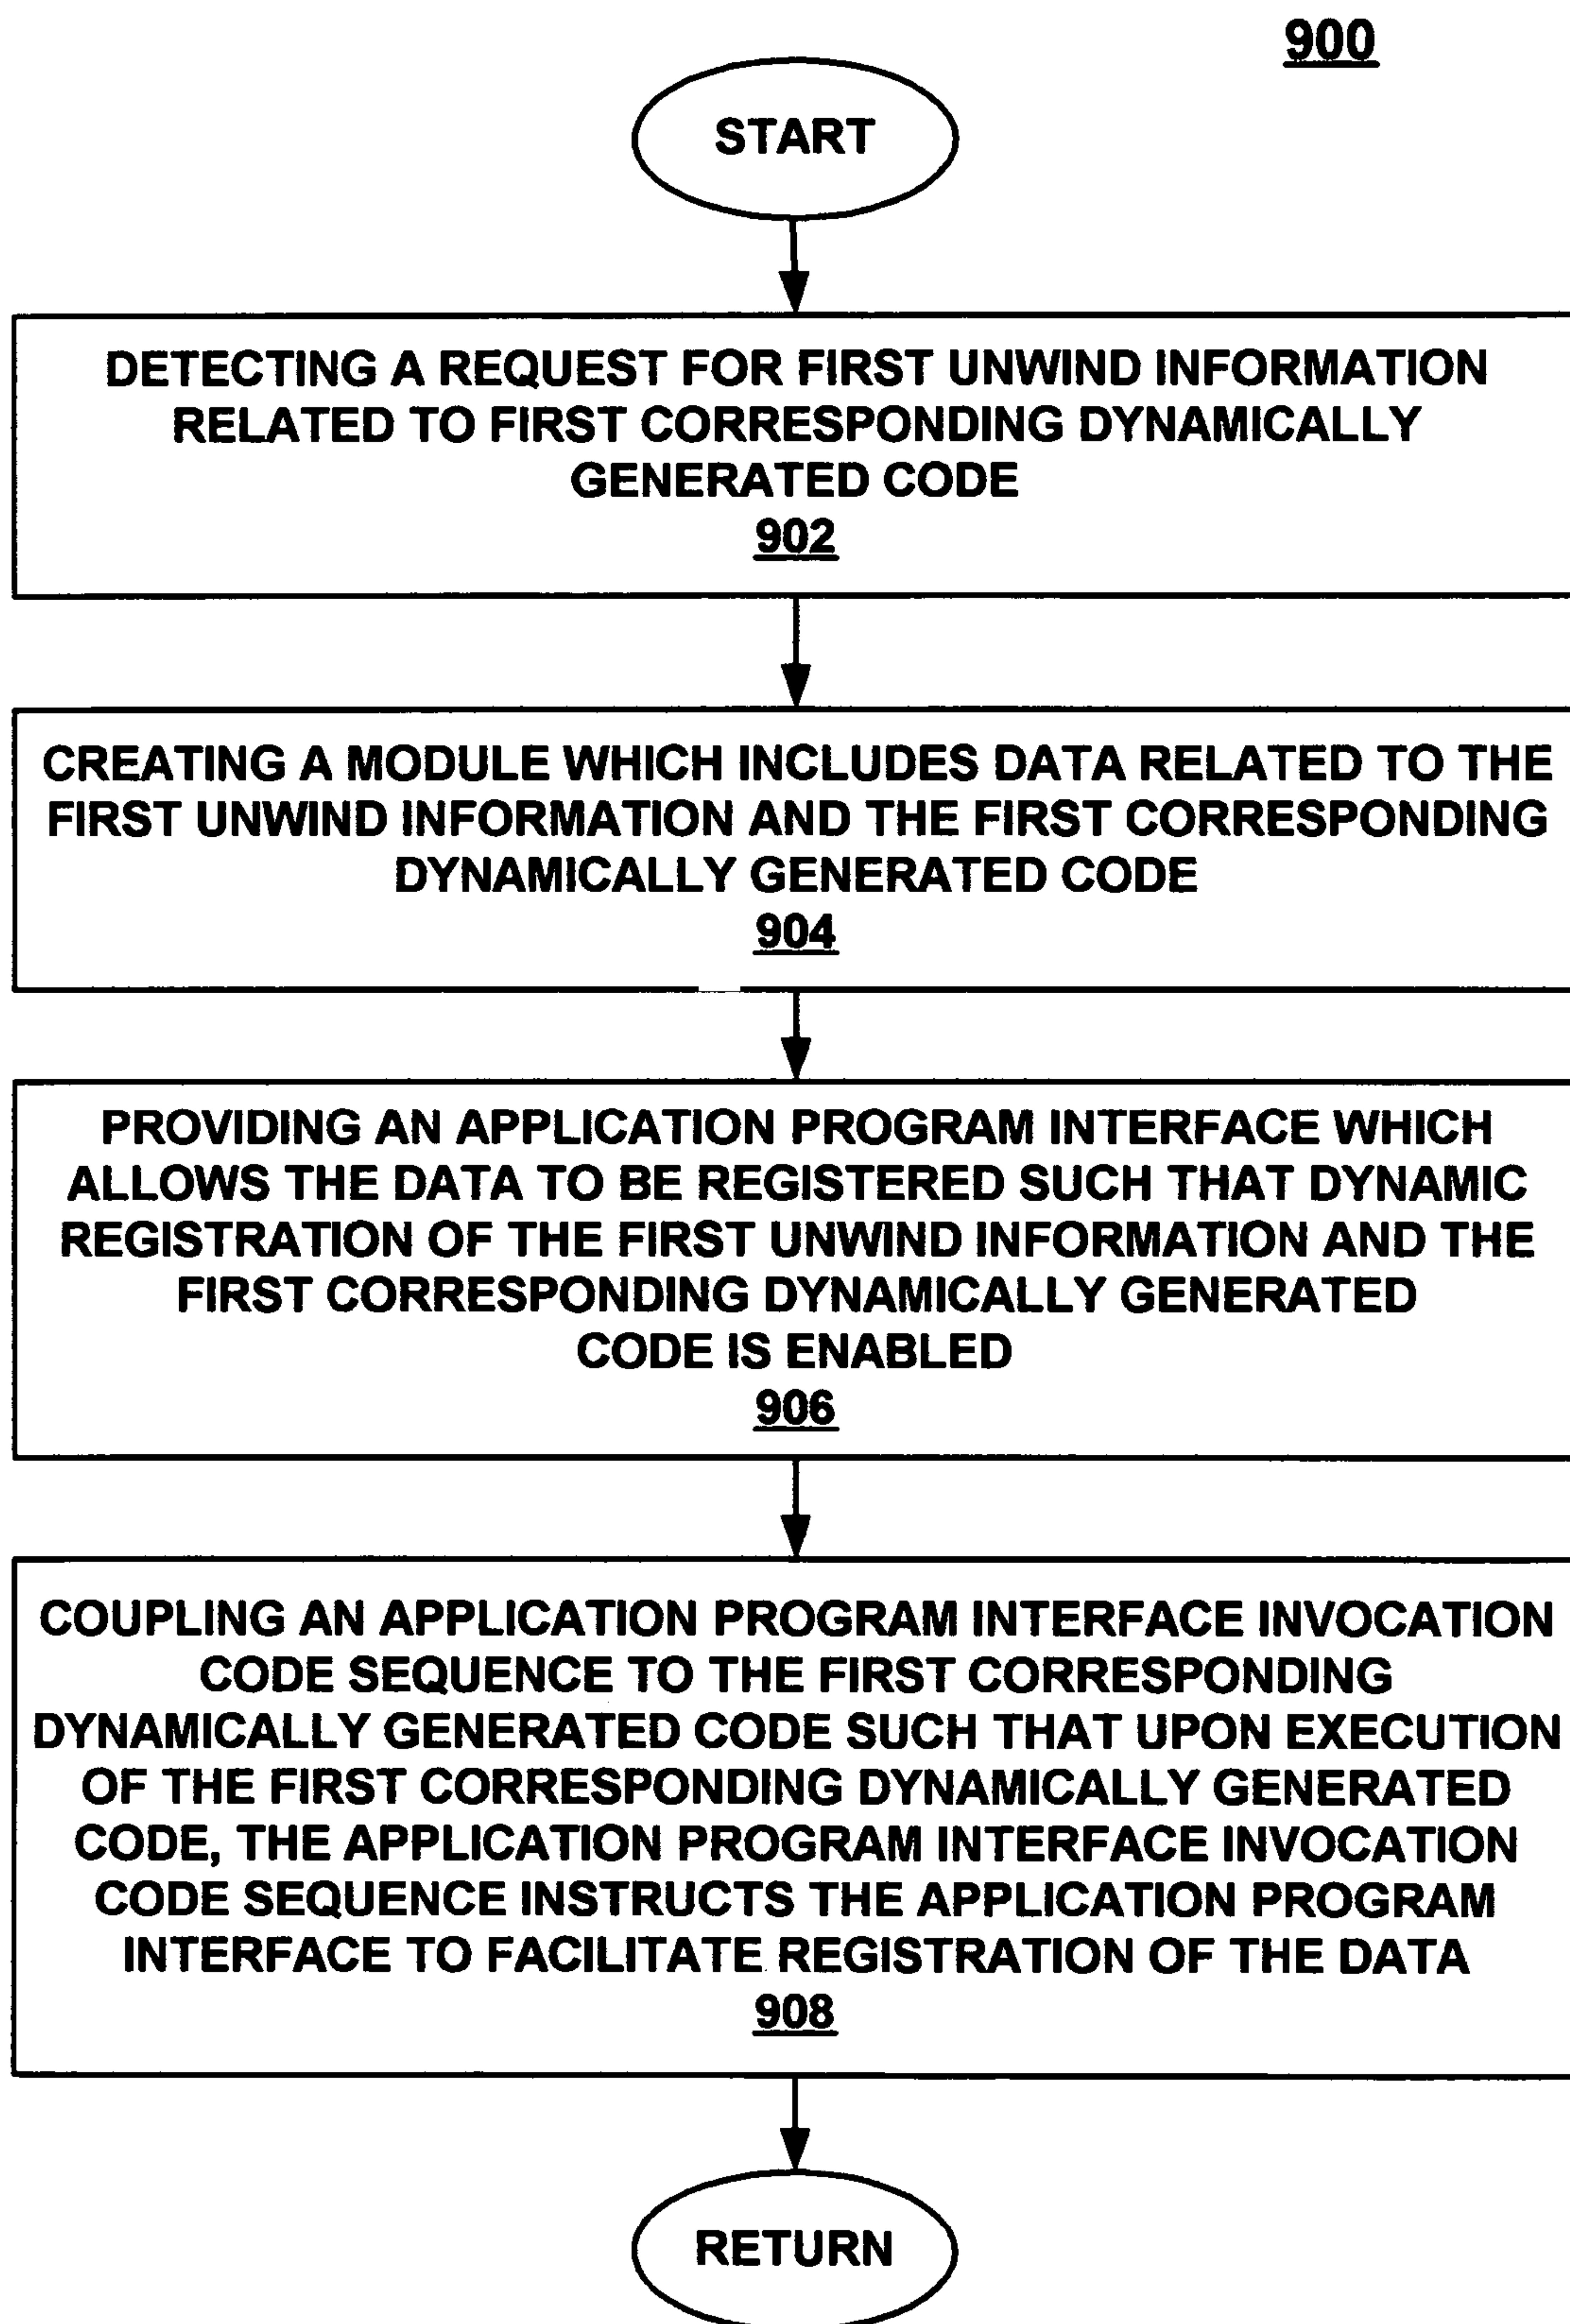 900
START
DETECTING A REQUEST FOR FIRST UNWIND INFORMATION
RELATED TO FIRST CORRESPONDING DYNAMICALLY
GENERATED CODE
902
CREATING A MODULE WHICH INCLUDES DATA RELATED TO THE
FIRST UNWIND INFORMATION AND THE FIRST CORRESPONDING
DYNAMICALLY GENERATED CODE
904
PROVIDING AN APPLICATION PROGRAM INTERFACE WHICH
ALLOWS THE DATA TO BE REGISTERED SUCH THAT DYNAMIC
REGISTRATION OF THE FIRST UNWIND INFORMATION AND THE
FIRST CORRESPONDING DYNAMICALLY GENERATED
CODE IS ENABLED
906
COUPLING AN APPLICATION PROGRAM INTERFACE INVOCATION
CODE SEQUENCE TO THE FIRST CORRESPONDING
DYNAMICALLY GENERATED CODE SUCH THAT UPON EXECUTION
OF THE FIRST CORRESPONDING DYNAMICALLY GENERATED
CODE, THE APPLICATION PROGRAM INTERFACE INVOCATION
CODE SEQUENCE INSTRUCTS THE APPLICATION PROGRAM
INTERFACE TO FACILITATE REGISTRATION OF THE DATA
908
RETURN